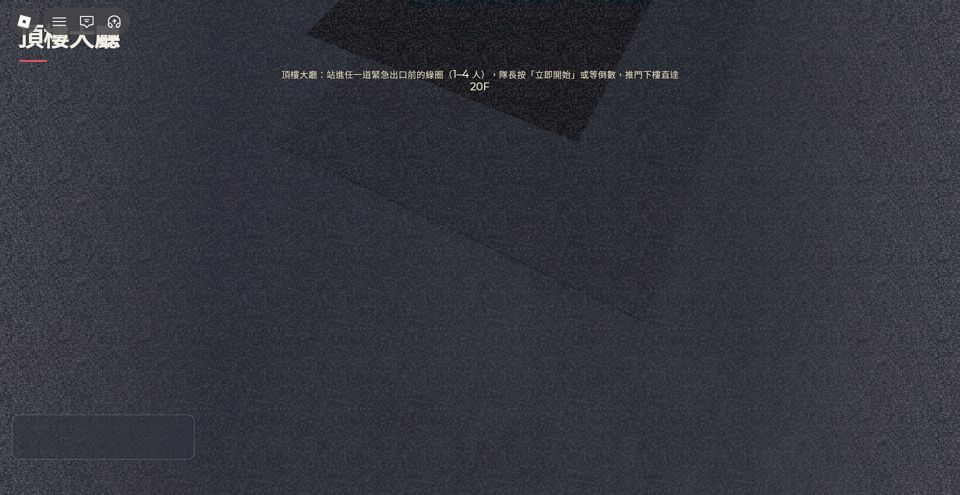 頂樓大廳
頂樓大廳：站進任一道緊急出口前的綠圈（1–4 人），隊長按「立即開始」或等倒數，推門下樓直達
20F